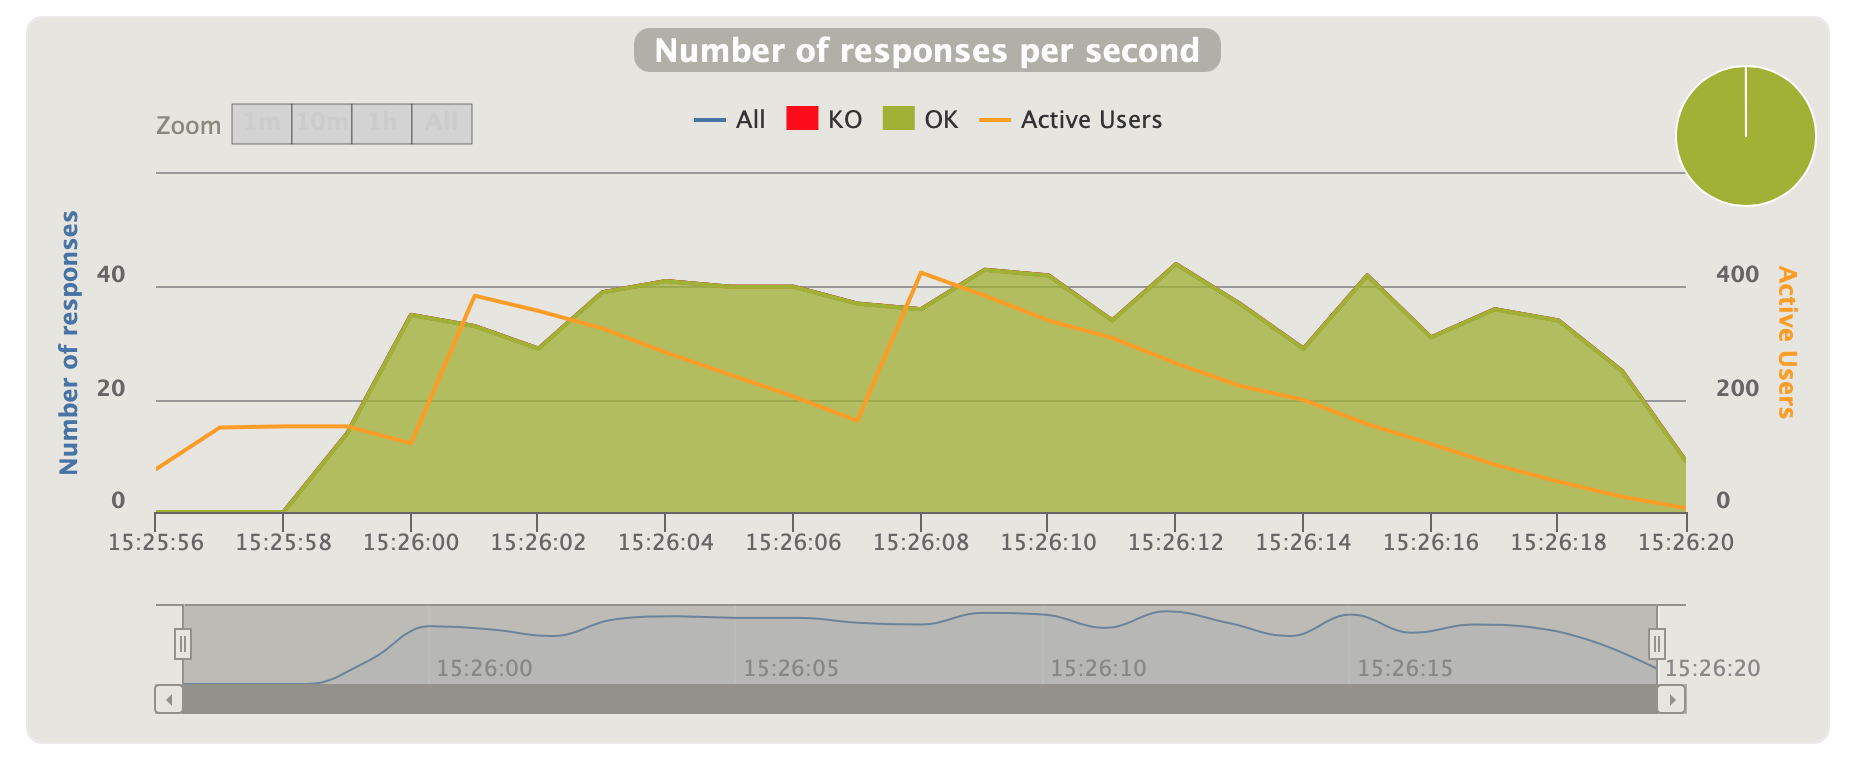 Number of responses per second
Zoom 1m 10m 1h All
All KO OK Active Users
Number of responses
40
20
0
400
200
0
Active Users
15:25:56 15:25:58 15:26:00 15:26:02 15:26:04 15:26:06 15:26:08 15:26:10 15:26:12 15:26:14 15:26:16 15:26:18 15:26:20
15:26:00 15:26:05 15:26:10 15:26:15 15:26:20